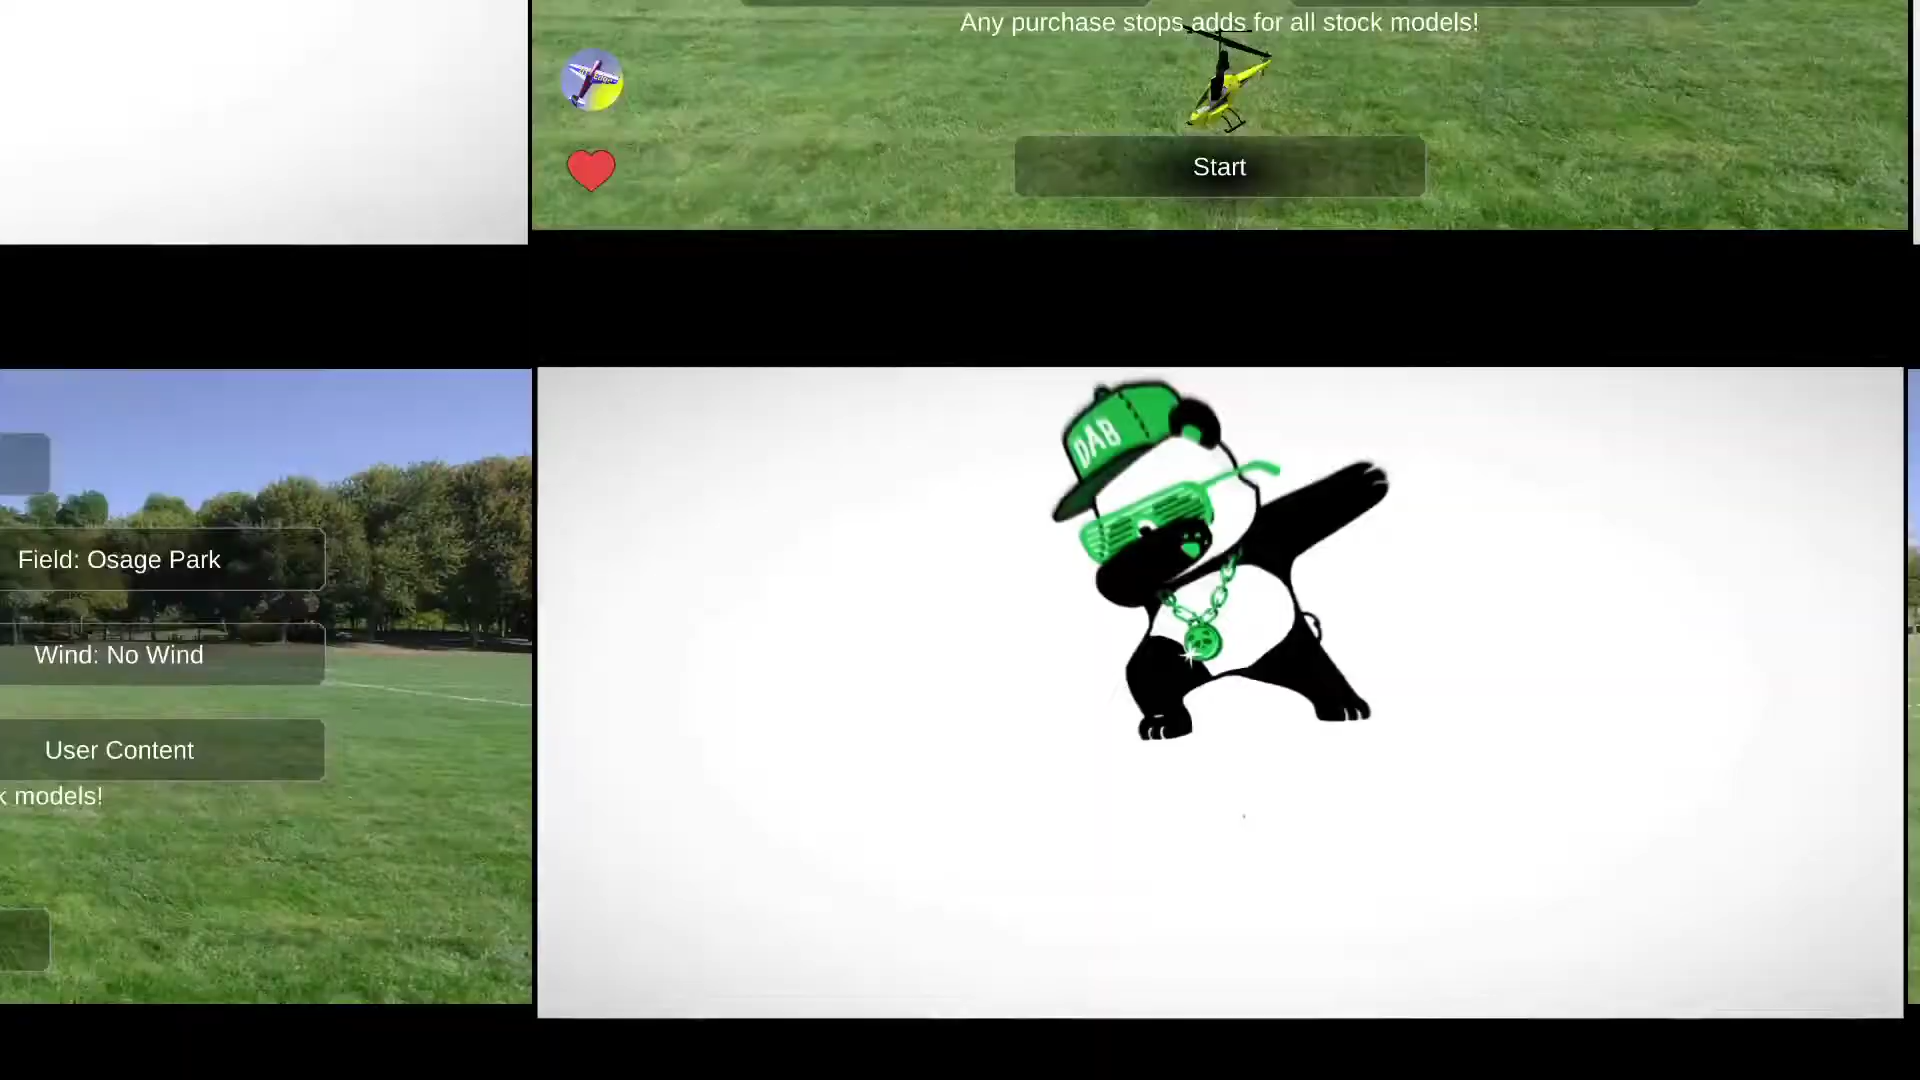 Any purchase stops adds for all stock models!
Start
DAB
Field: Osage Park
Wind: No Wind
User Content
k models!